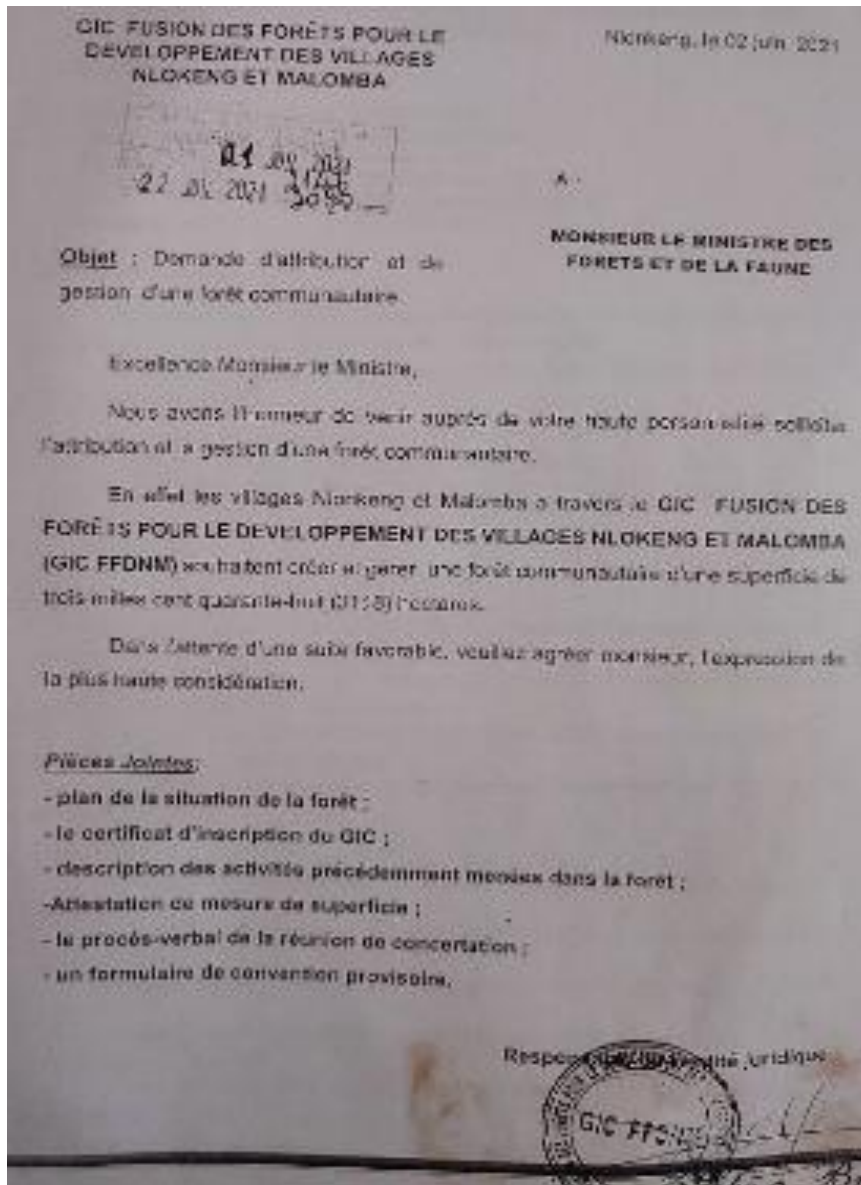 GIC FUSION DES FORÊTS POUR LE
DEVELOPPEMENT DES VILLAGES
NLOKENG ET MALOMBA
Nlonkeng, le 02 juin 2021
22 2021
A
MONSIEUR LE MINISTRE DES
FORETS ET DE LA FAUNE
Objet : Demande d'attribution et de
gestion d'une forêt communautaire.
Excellence Monsieur le Ministre,
Nous avons l'honneur de venir auprès de votre haute personnalité solliciter
l'attribution et la gestion d'une forêt communautaire.
En effet les villages Nlonkeng et Malomba a travers le GIC FUSION DES
FORÊTS POUR LE DEVELOPPEMENT DES VILLAGES NLOKENG ET MALOMBA
(GIC FFDNM) souhaitent créer et gerer une forêt communautaire d'une superficie de
trois milles cent quarante-huit hectares.
Dans l'attente d'une suite favorable, veuillez agréer monsieur, l'expression de
la plus haute considération.
Pièces Jointes:
- plan de la situation de la forêt ;
- le certificat d'inscription du GIC ;
- description des activités précédemment menées dans la forêt ;
-Attestation de mesure de superficie ;
- le procès-verbal de la réunion de concertation ;
- un formulaire de convention provisoire.
juridique
GIC